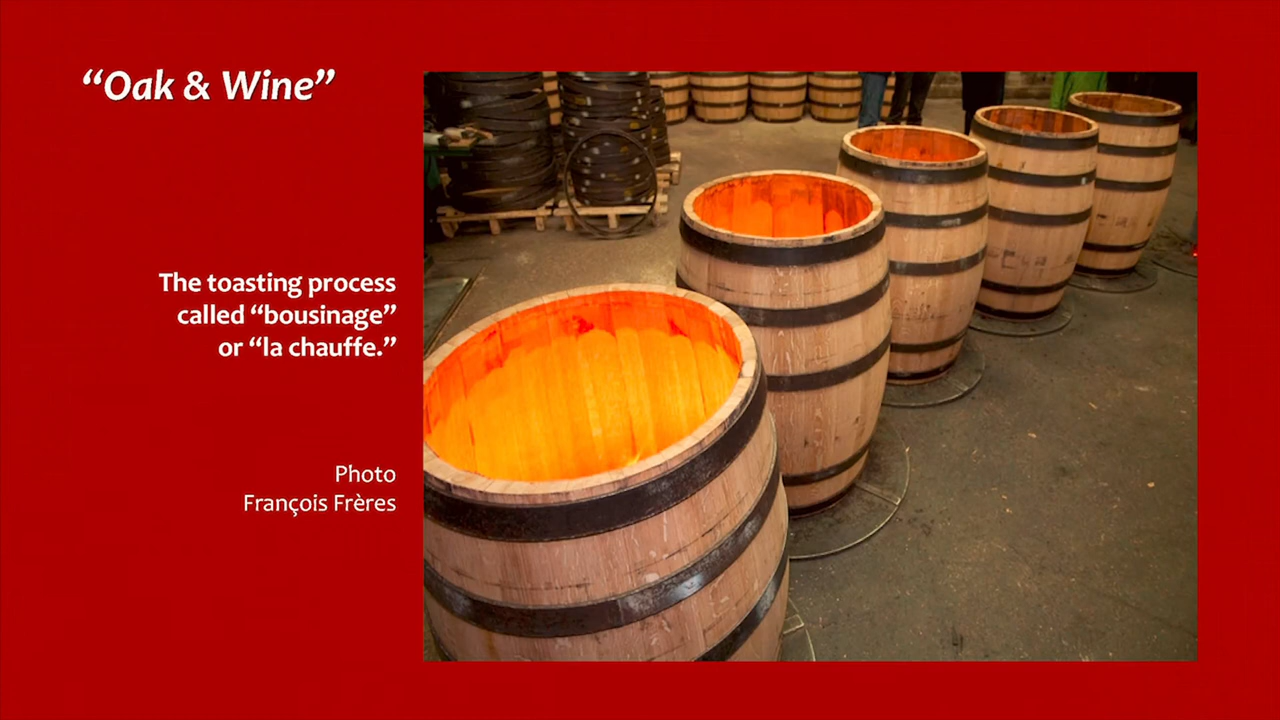 “Oak & Wine”
The toasting process
called “bousinage”
or “la chauffe.”
Photo
François Frères